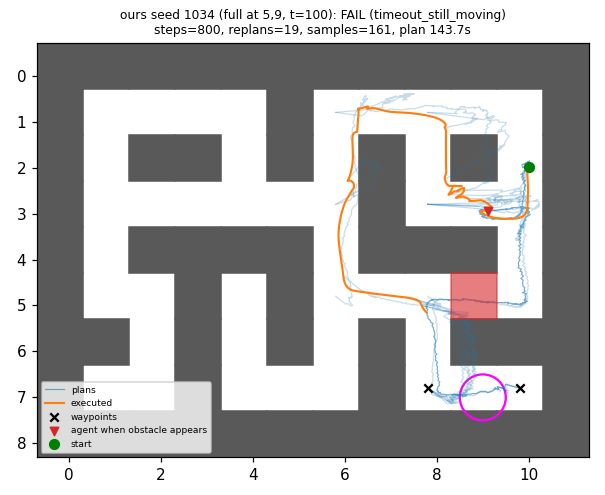 ours seed 1034 (full at 5,9, t=100): FAIL (timeout_still_moving)
steps=800, replans=19, samples=161, plan 143.7s
0
1
2
3
4
5
6
7
8
plans
executed
waypoints
agent when obstacle appears
start
0 2 4 6 8 10